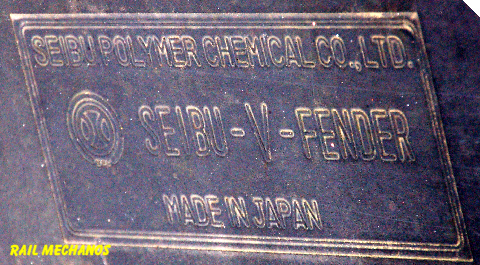 SEIBU POLYMER CHEMICAL CO., LTD.
SEIBU-V-FENDER
MADE IN JAPAN
RAIL MECHANOS